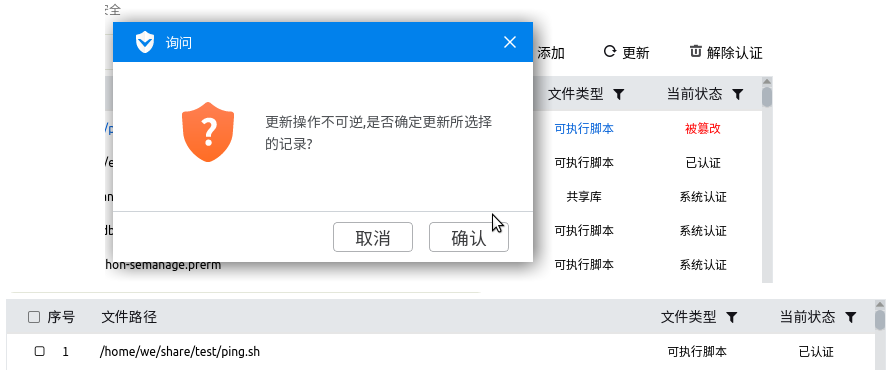 安全
询问
添加 更新 解除认证
文件类型 当前状态
更新操作不可逆,是否确定更新所选择
的记录?
可执行脚本 被篡改
可执行脚本 已认证
共享库 系统认证
可执行脚本 系统认证
取消 确认
hon-semanage.prerm 可执行脚本 系统认证
序号 文件路径 文件类型 当前状态
1 /home/we/share/test/ping.sh 可执行脚本 已认证